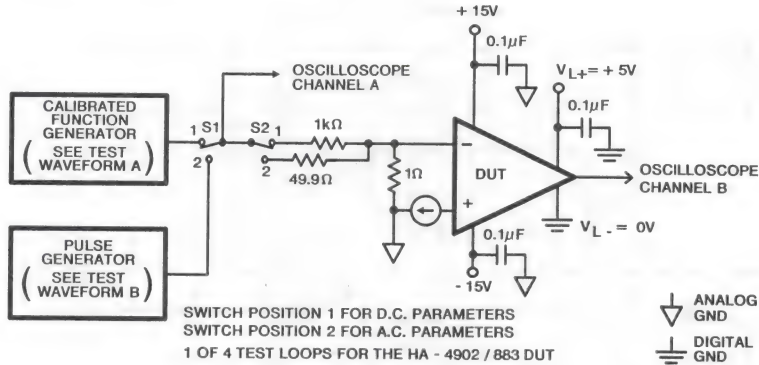 + 15V
0.1µF
V_L+ = + 5V
0.1µF
OSCILLOSCOPE
CHANNEL A
CALIBRATED
FUNCTION
GENERATOR
( SEE TEST
WAVEFORM A )
1 S1
2
S2 1
2
1kΩ
49.9Ω
1Ω
−
DUT
+
OSCILLOSCOPE
CHANNEL B
V_L - = 0V
0.1µF
- 15V
PULSE
GENERATOR
( SEE TEST
WAVEFORM B )
SWITCH POSITION 1 FOR D.C. PARAMETERS
SWITCH POSITION 2 FOR A.C. PARAMETERS
1 OF 4 TEST LOOPS FOR THE HA - 4902 / 883 DUT
ANALOG
GND
DIGITAL
GND